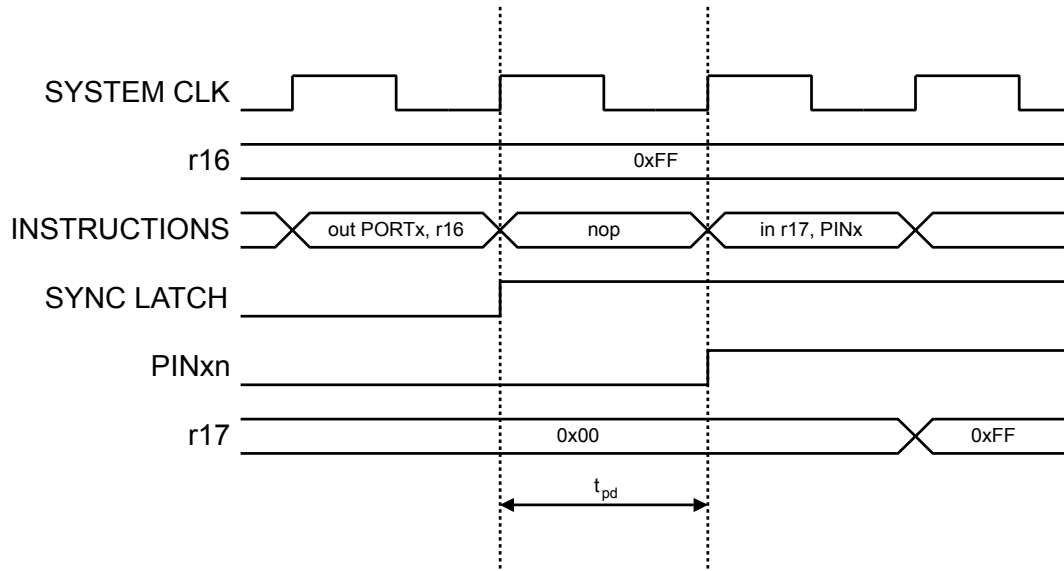 SYSTEM CLK
r16
0xFF
INSTRUCTIONS
out PORTx, r16
nop
in r17, PINx
SYNC LATCH
PINxn
r17
0x00
0xFF
tpd